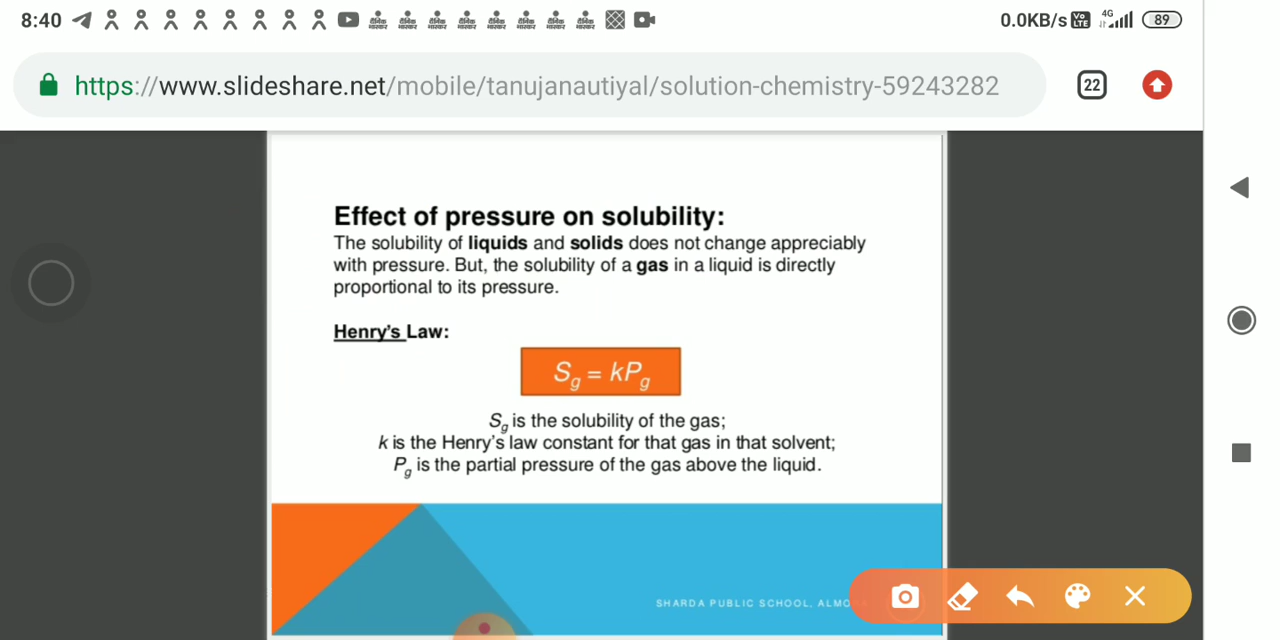 8:40
0.0KB/s Vo LTE 4G 89
https://www.slideshare.net/mobile/tanujanautiyal/solution-chemistry-59243282
22
Effect of pressure on solubility:
The solubility of liquids and solids does not change appreciably
with pressure. But, the solubility of a gas in a liquid is directly
proportional to its pressure.
Henry's Law:
Sg = kPg
Sg is the solubility of the gas;
k is the Henry's law constant for that gas in that solvent;
Pg is the partial pressure of the gas above the liquid.
SHARDA PUBLIC SCHOOL, ALMO